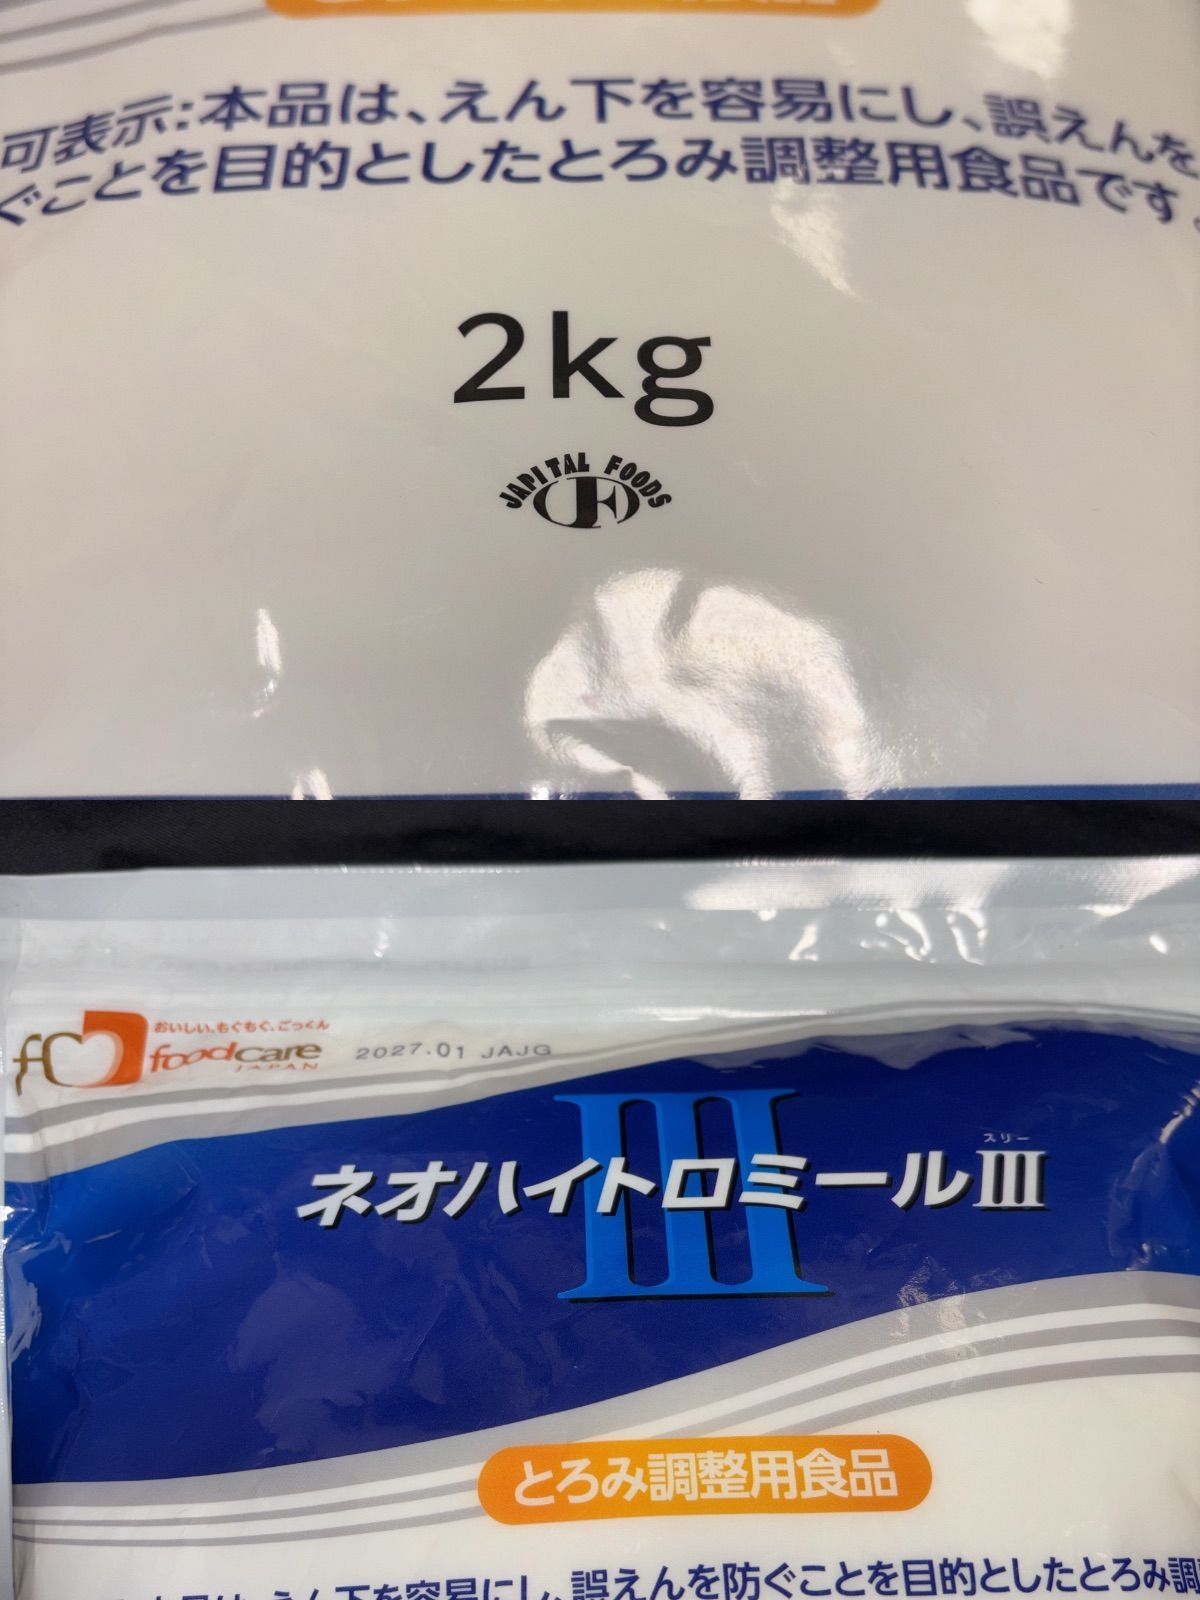 可表示:本品は、えん下を容易にし、誤えんを
ぐことを目的としたとろみ調整用食品です。
2kg
JAPITAL FOODS
JF
おいしい、もぐもぐ、ごっくん
fc
foodcare
JAPAN
2027.01 JAJG
III
スリー
ネオハイトロミールIII
とろみ調整用食品
本品は、えん下を容易にし、誤えんを防ぐことを目的としたとろみ調